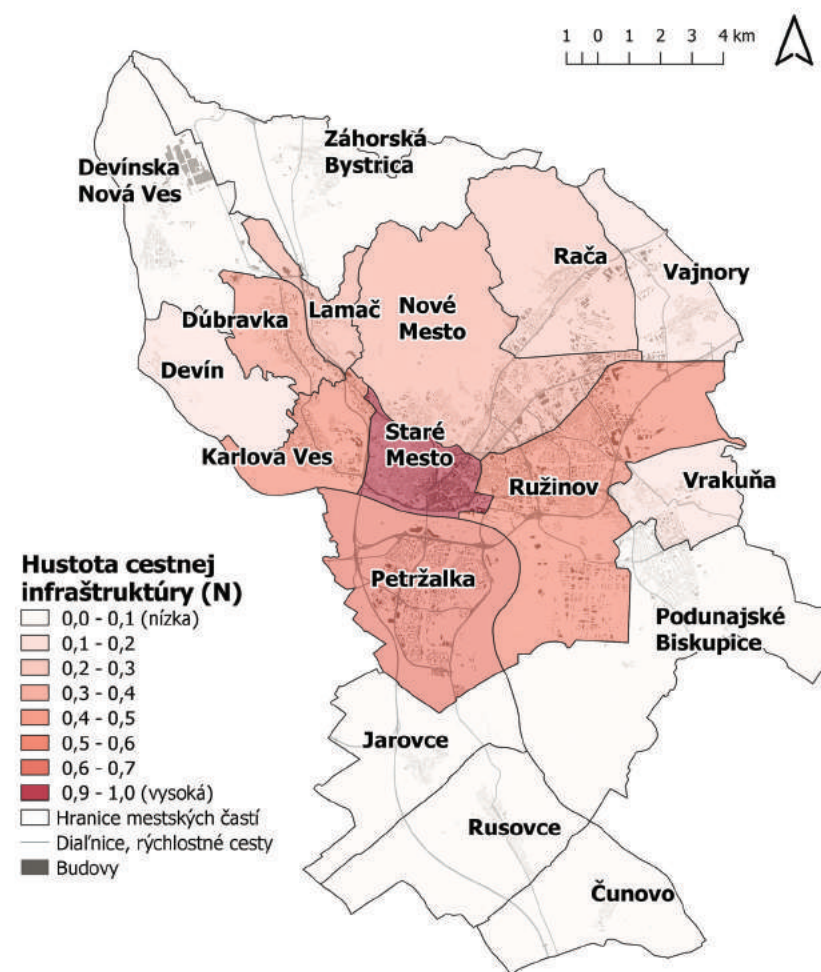 1 0 1 2 3 4 km
Záhorská
Bystrica
Devínska
Nová Ves
Rača
Vajnory
Lamač
Nové
Mesto
Dúbravka
Devín
Staré
Mesto
Karlova Ves
Ružinov
Vrakuňa
Petržalka
Podunajské
Biskupice
Jarovce
Rusovce
Čunovo
Hustota cestnej
infraštruktúry (N)
0,0 - 0,1 (nízka)
0,1 - 0,2
0,2 - 0,3
0,3 - 0,4
0,4 - 0,5
0,5 - 0,6
0,6 - 0,7
0,9 - 1,0 (vysoká)
Hranice mestských častí
Diaľnice, rýchlostné cesty
Budovy